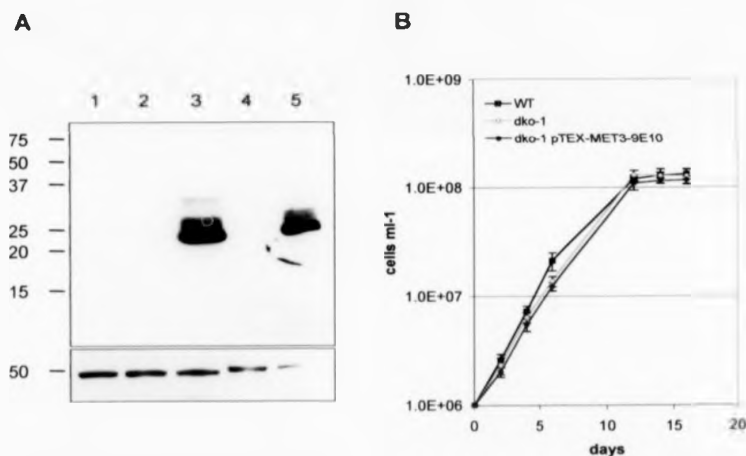 A
1 2 3 4 5
75
50
37
25
20
15
50
B
1.0E+09
1.0E+08
1.0E+07
1.0E+06
cells ml-1
WT
dko-1
dko-1 pTEX-MET3-9E10
0 5 10 15 20
days